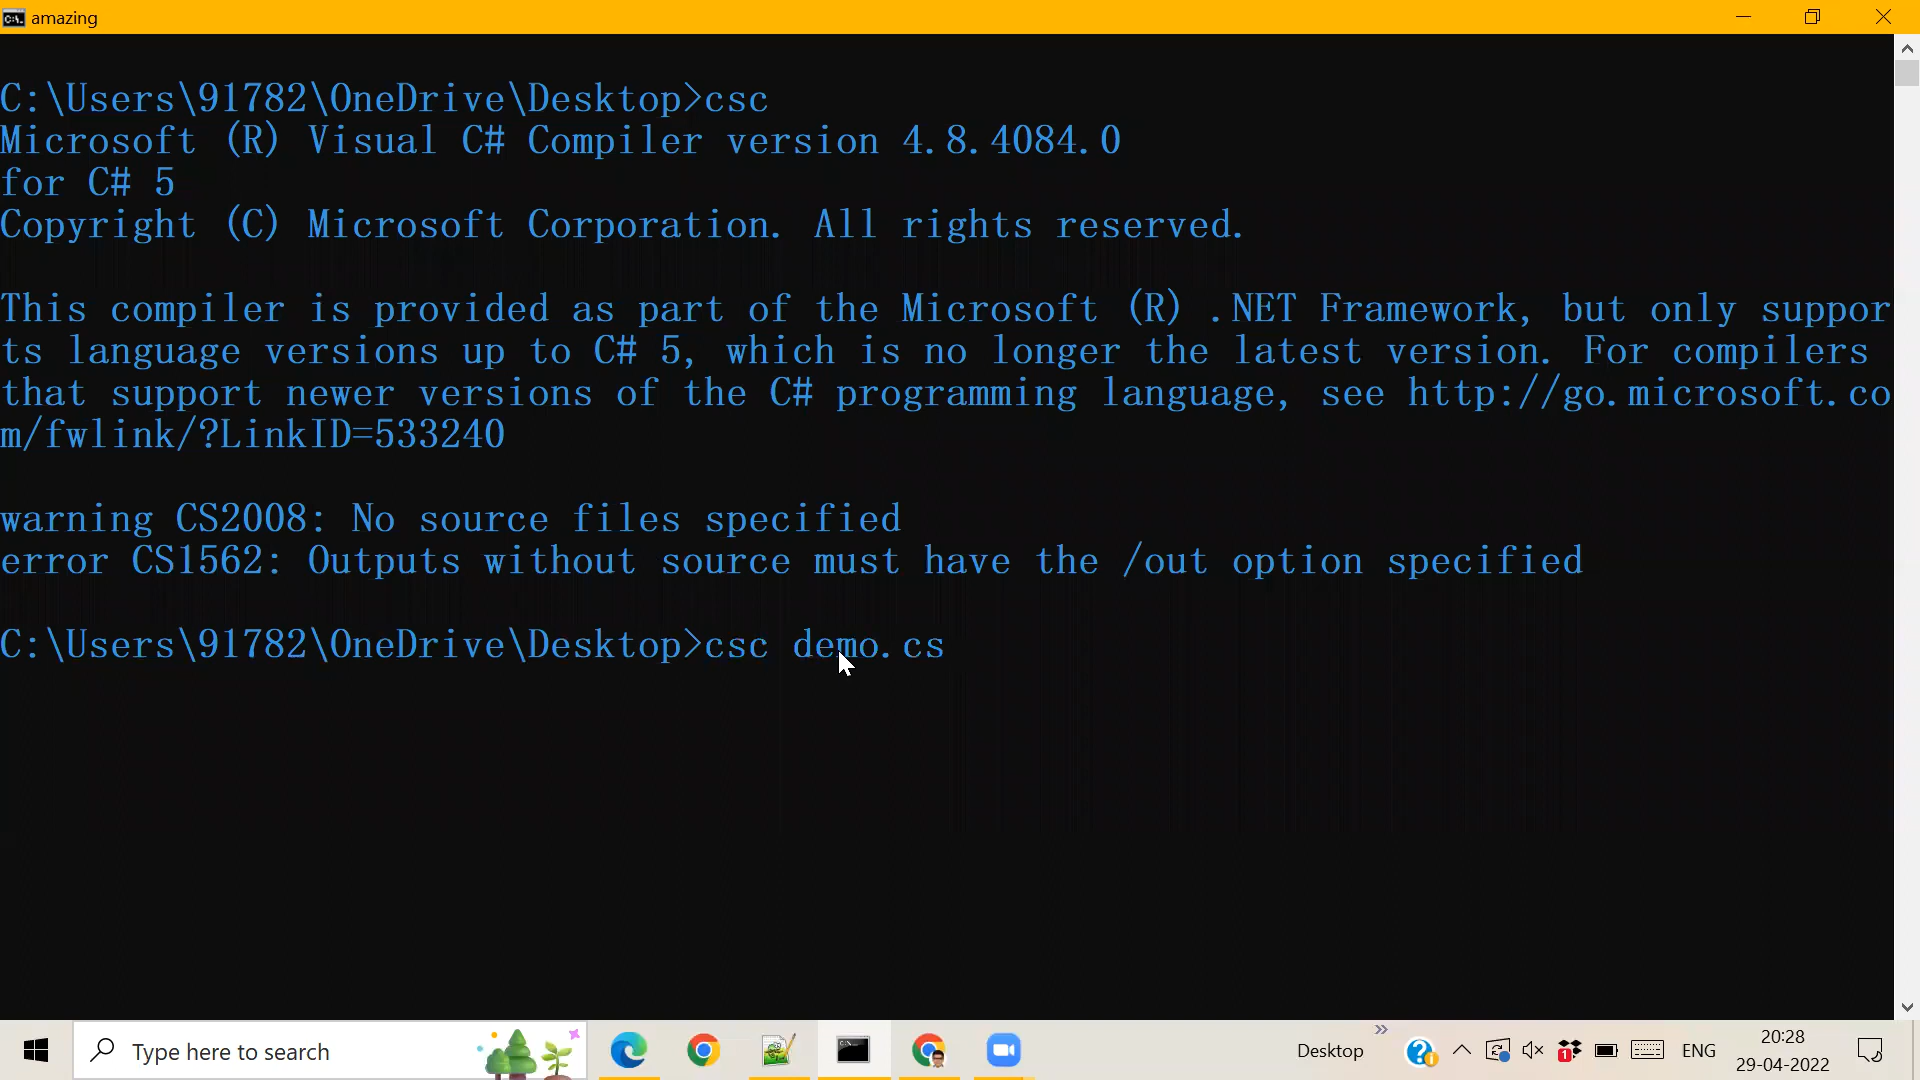 amazing
C:\Users\91782\OneDrive\Desktop>csc
Microsoft (R) Visual C# Compiler version 4.8.4084.0
for C# 5
Copyright (C) Microsoft Corporation. All rights reserved.
This compiler is provided as part of the Microsoft (R) .NET Framework, but only suppor
ts language versions up to C# 5, which is no longer the latest version. For compilers
that support newer versions of the C# programming language, see http://go.microsoft.co
m/fwlink/?LinkID=533240
warning CS2008: No source files specified
error CS1562: Outputs without source must have the /out option specified
C:\Users\91782\OneDrive\Desktop>csc demo.cs
Type here to search
Desktop
1
ENG
20:28
29-04-2022